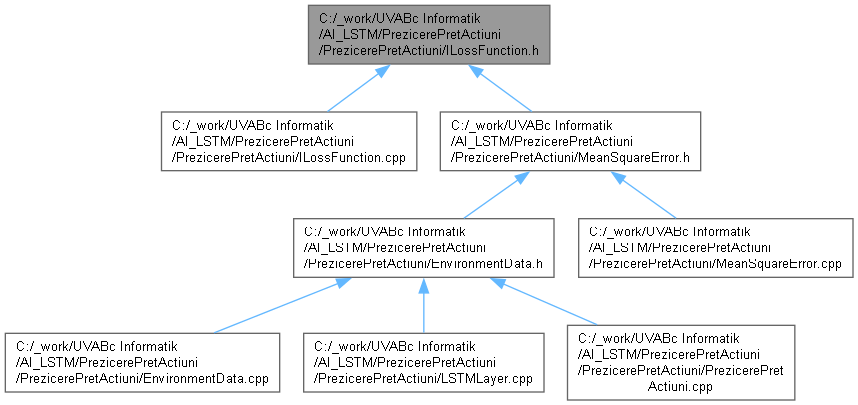 C:/_work/UVABc Informatik
/AI_LSTM/PrezicerePretActiuni
/PrezicerePretActiuni/ILossFunction.h
C:/_work/UVABc Informatik
/AI_LSTM/PrezicerePretActiuni
/PrezicerePretActiuni/ILossFunction.cpp
C:/_work/UVABc Informatik
/AI_LSTM/PrezicerePretActiuni
/PrezicerePretActiuni/MeanSquareError.h
C:/_work/UVABc Informatik
/AI_LSTM/PrezicerePretActiuni
/PrezicerePretActiuni/EnvironmentData.h
C:/_work/UVABc Informatik
/AI_LSTM/PrezicerePretActiuni
/PrezicerePretActiuni/MeanSquareError.cpp
C:/_work/UVABc Informatik
/AI_LSTM/PrezicerePretActiuni
/PrezicerePretActiuni/EnvironmentData.cpp
C:/_work/UVABc Informatik
/AI_LSTM/PrezicerePretActiuni
/PrezicerePretActiuni/LSTMLayer.cpp
C:/_work/UVABc Informatik
/AI_LSTM/PrezicerePretActiuni
/PrezicerePretActiuni/PrezicerePret
Actiuni.cpp